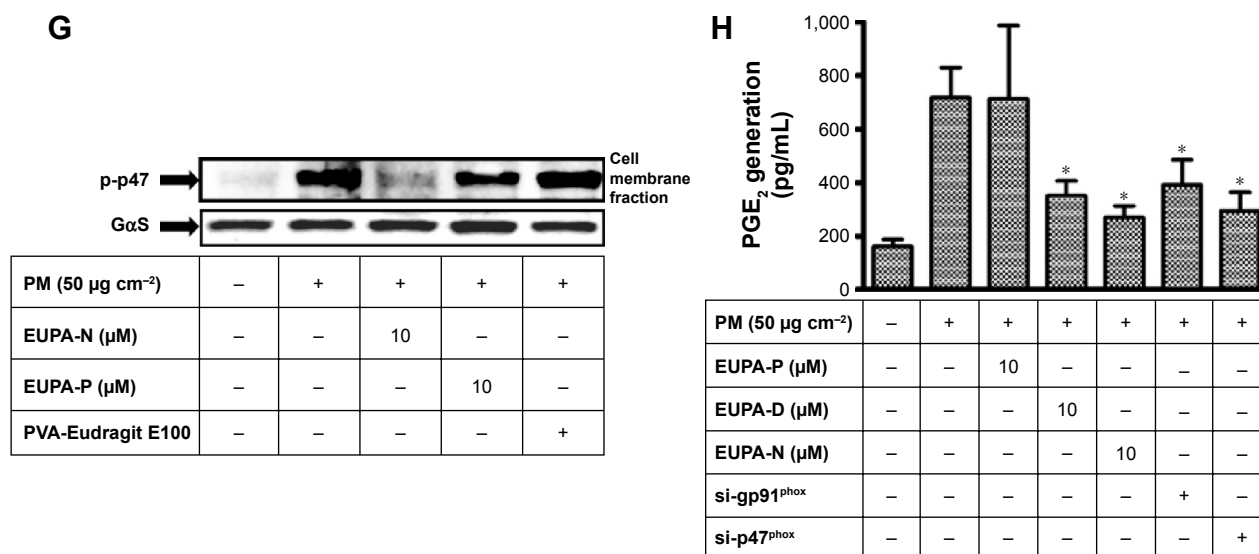 G
p-p47
Cell
membrane
fraction
GαS
PM (50 µg cm⁻²) – + + + +
EUPA-N (µM) – – 10 – –
EUPA-P (µM) – – – 10 –
PVA-Eudragit E100 – – – – +
H
PGE₂ generation
(pg/mL)
1,000
800
600
400
200
0
* * * *
PM (50 µg cm⁻²) – + + + + + +
EUPA-P (µM) – – 10 – – – –
EUPA-D (µM) – – – 10 – – –
EUPA-N (µM) – – – – 10 – –
si-gp91ᵖʰᵒˣ – – – – – + –
si-p47ᵖʰᵒˣ – – – – – – +